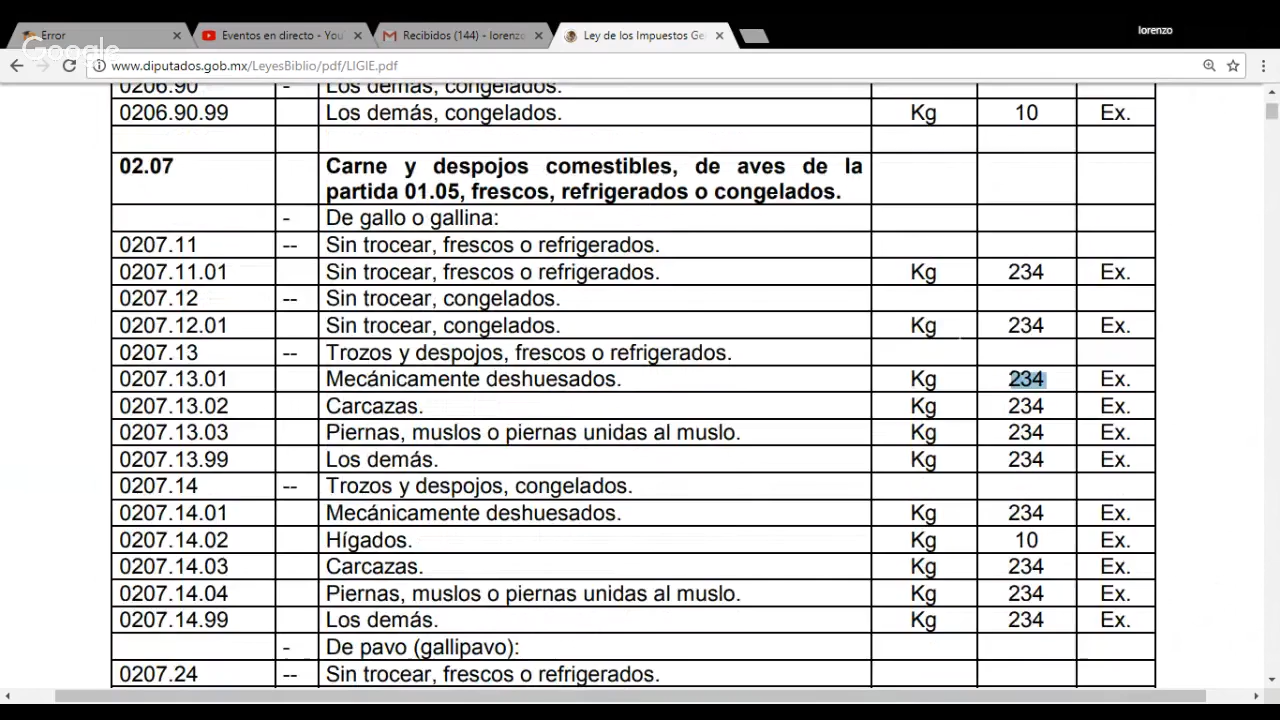 lorenzo
Error
Eventos en directo - You
Recibidos (144) - lorenzo
Ley de los Impuestos Ge
Google
www.diputados.gob.mx/LeyesBiblio/pdf/LIGIE.pdf
0206.90 - Los demás, congelados.
0206.90.99 Los demás, congelados. Kg 10 Ex.
02.07 Carne y despojos comestibles, de aves de la
partida 01.05, frescos, refrigerados o congelados.
- De gallo o gallina:
0207.11 -- Sin trocear, frescos o refrigerados.
0207.11.01 Sin trocear, frescos o refrigerados. Kg 234 Ex.
0207.12 -- Sin trocear, congelados.
0207.12.01 Sin trocear, congelados. Kg 234 Ex.
0207.13 -- Trozos y despojos, frescos o refrigerados.
0207.13.01 Mecánicamente deshuesados. Kg 234 Ex.
0207.13.02 Carcazas. Kg 234 Ex.
0207.13.03 Piernas, muslos o piernas unidas al muslo. Kg 234 Ex.
0207.13.99 Los demás. Kg 234 Ex.
0207.14 -- Trozos y despojos, congelados.
0207.14.01 Mecánicamente deshuesados. Kg 234 Ex.
0207.14.02 Hígados. Kg 10 Ex.
0207.14.03 Carcazas. Kg 234 Ex.
0207.14.04 Piernas, muslos o piernas unidas al muslo. Kg 234 Ex.
0207.14.99 Los demás. Kg 234 Ex.
- De pavo (gallipavo):
0207.24 -- Sin trocear, frescos o refrigerados.